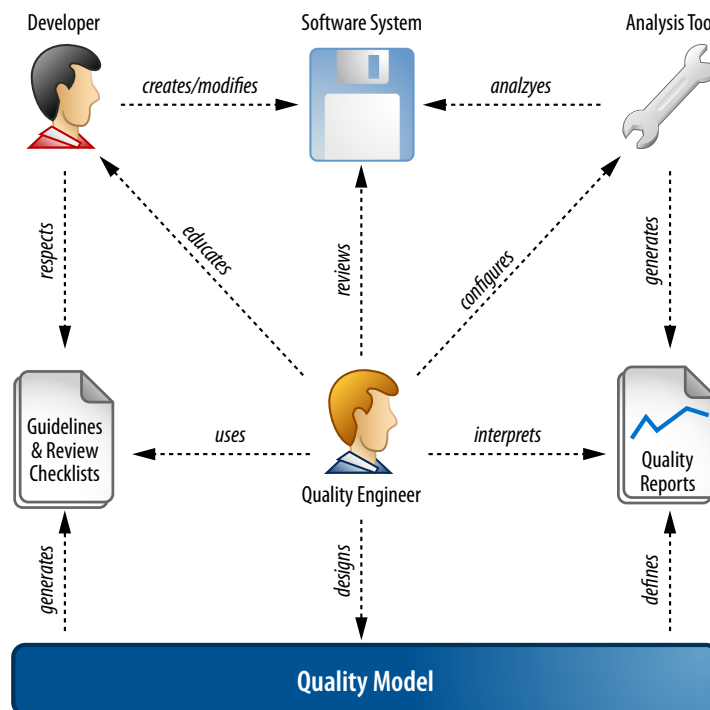 Developer
Software System
Analysis Too
creates/modifies
analzyes
respects
educates
reviews
configures
generates
Guidelines
& Review
Checklists
uses
interprets
Quality
Reports
Quality Engineer
generates
designs
defines
Quality Model